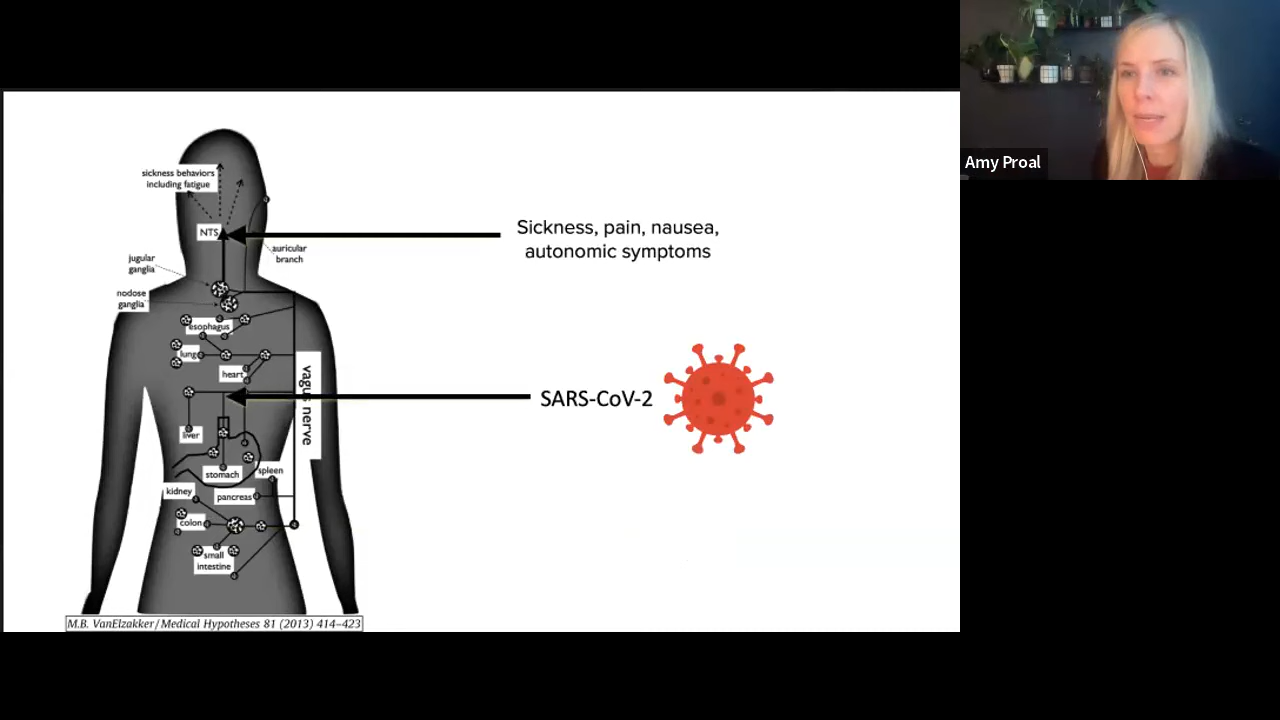 Amy Proal
sickness behaviors
including fatigue
NTS
auricular
branch
jugular
ganglia
nodose
ganglia
esophagus
lung
heart
vagus nerve
liver
stomach
spleen
kidney
pancreas
colon
small
intestine
Sickness, pain, nausea,
autonomic symptoms
SARS-CoV-2
M.B. VanElzakker/Medical Hypotheses 81 (2013) 414–423